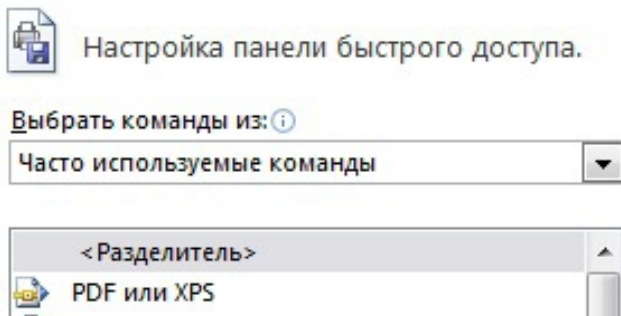 Настройка панели быстрого доступа.
Выбрать команды из:
Часто используемые команды
<Разделитель>
PDF или XPS